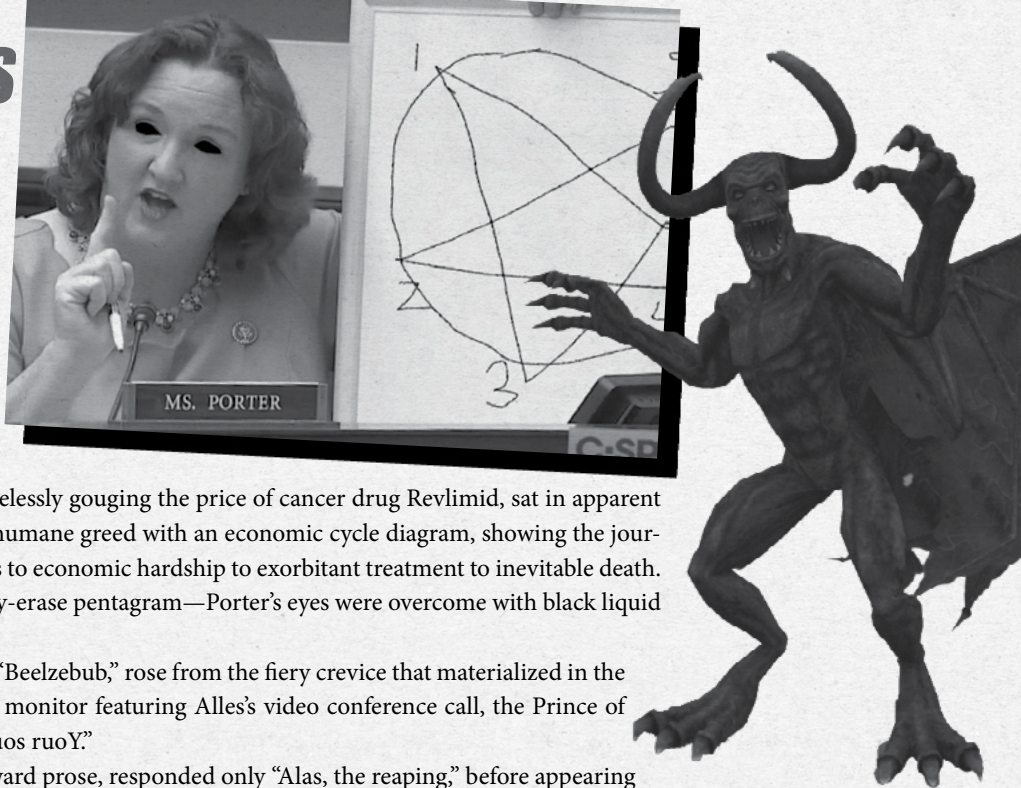 S
1
2
3
MS. PORTER
C-SP
elessly gouging the price of cancer drug Revlimid, sat in apparent
humane greed with an economic cycle diagram, showing the jour-
s to economic hardship to exorbitant treatment to inevitable death.
y-erase pentagram—Porter’s eyes were overcome with black liquid
“Beelzebub,” rose from the fiery crevice that materialized in the
monitor featuring Alles’s video conference call, the Prince of
uos ruoY.”
ward prose, responded only “Alas, the reaping,” before appearing